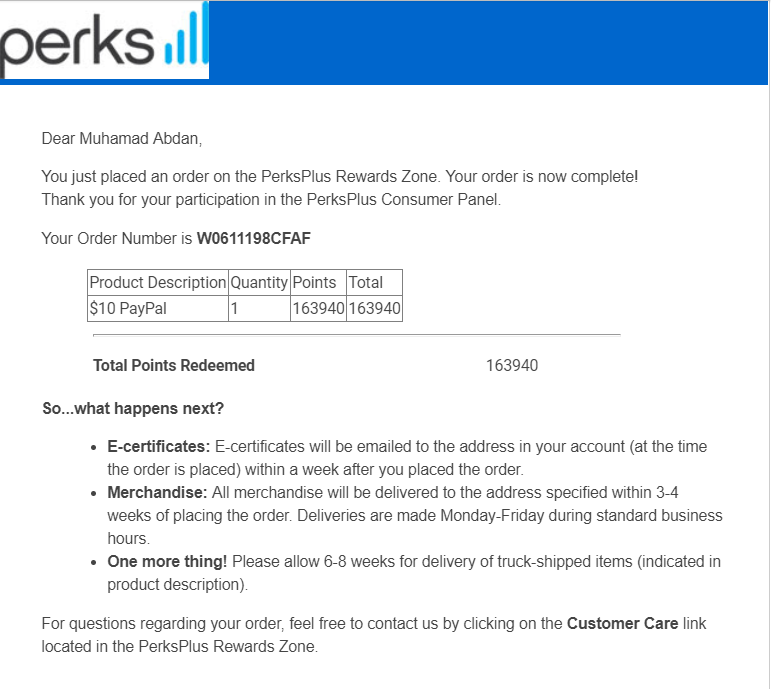 perks
Dear Muhamad Abdan,
You just placed an order on the PerksPlus Rewards Zone. Your order is now complete!
Thank you for your participation in the PerksPlus Consumer Panel.
Your Order Number is W0611198CFAF
Product Description Quantity Points Total
$10 PayPal 1 163940 163940
Total Points Redeemed 163940
So...what happens next?
• E-certificates: E-certificates will be emailed to the address in your account (at the time
the order is placed) within a week after you placed the order.
• Merchandise: All merchandise will be delivered to the address specified within 3-4
weeks of placing the order. Deliveries are made Monday-Friday during standard business
hours.
• One more thing! Please allow 6-8 weeks for delivery of truck-shipped items (indicated in
product description).
For questions regarding your order, feel free to contact us by clicking on the Customer Care link
located in the PerksPlus Rewards Zone.